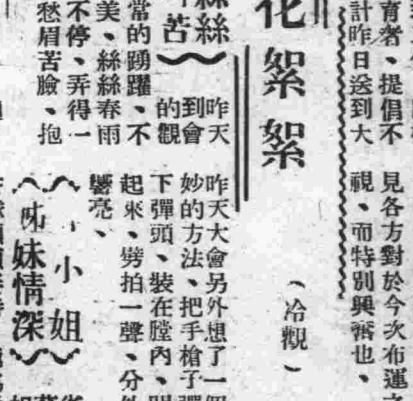 育者、提倡不
計昨日送到大
見各方對於今次布運之
視、而特別興奮也、
花絮絮
（冷觀）
絲絲
苦
昨天
到會
的觀
常的踴躍、不
美、絲絲春雨
不停、弄得一
愁眉苦臉、抱
昨天大會另外想了一個
妙的方法、把手槍子彈
下彈頭、裝在膛內、開
起來、劈拍一聲、分外
響亮、
小姐
妹情深